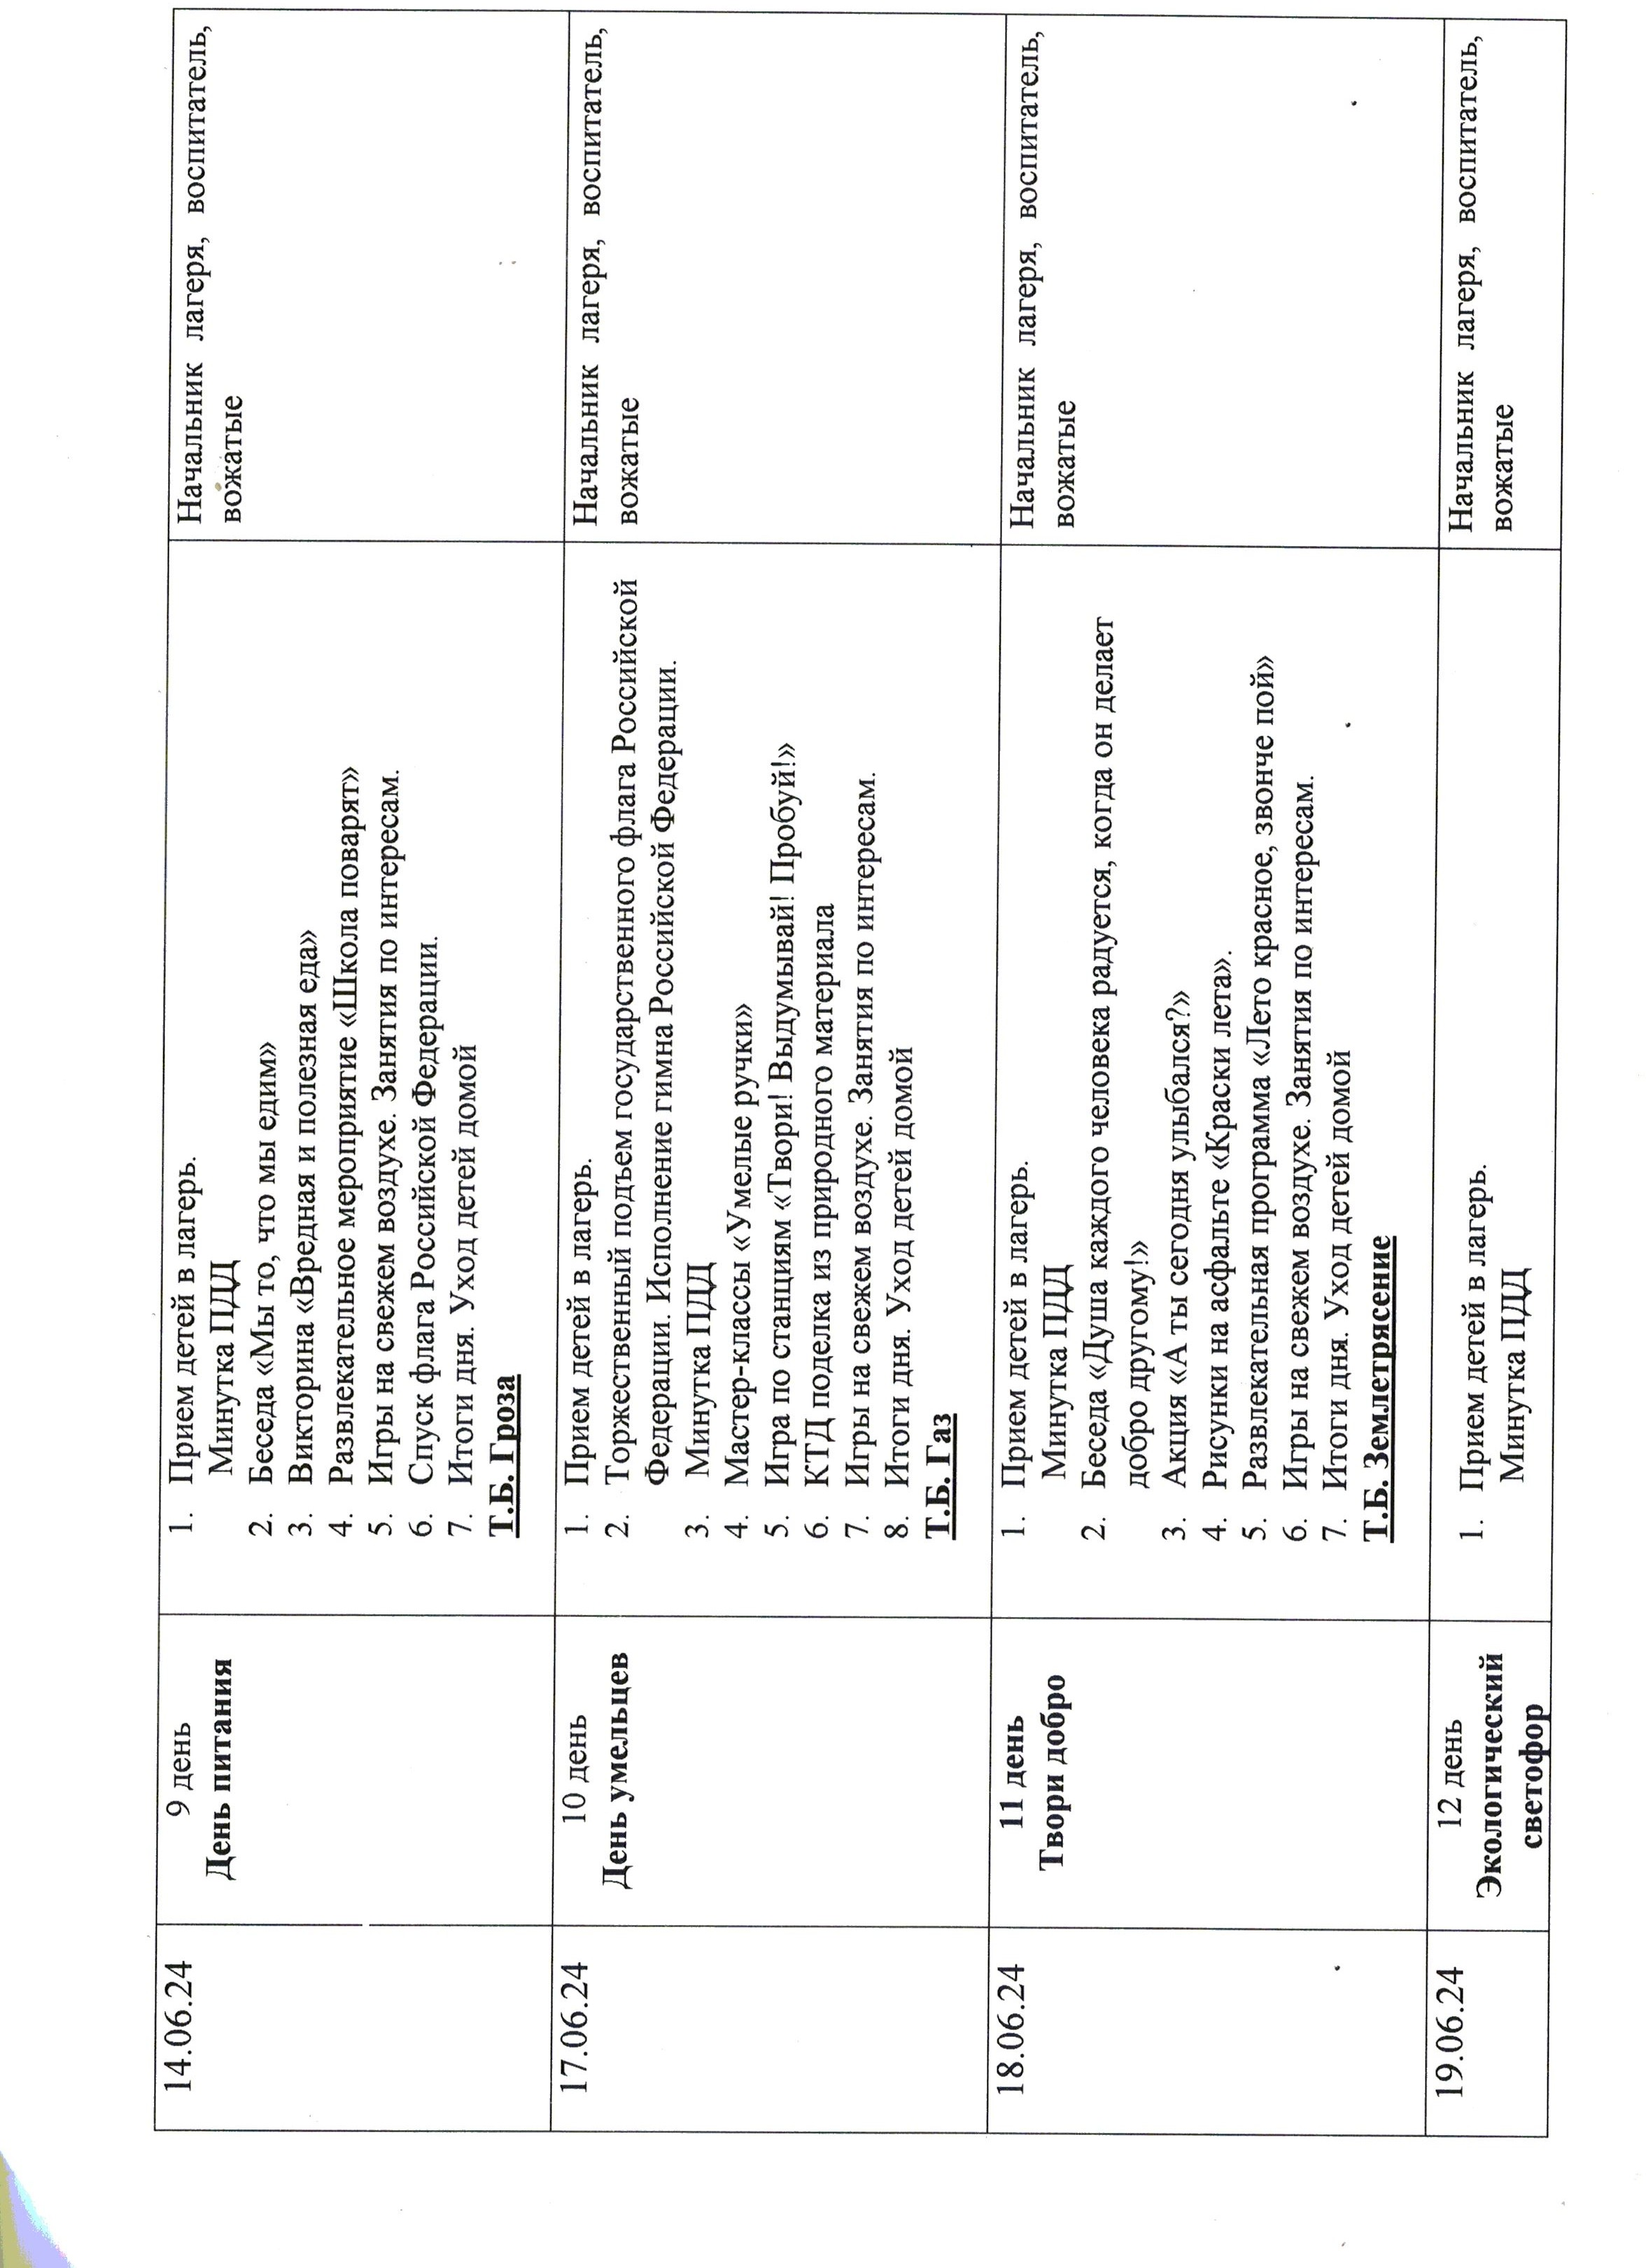 14.06.24
9 день
День питания
1. Прием детей в лагерь.
Минутка ПДД
2. Беседа «Мы то, что мы едим»
3. Викторина «Вредная и полезная еда»
4. Развлекательное мероприятие «Школа поварят»
5. Игры на свежем воздухе. Занятия по интересам.
6. Спуск флага Российской Федерации.
7. Итоги дня. Уход детей домой
Т.Б. Гроза
Начальник лагеря, воспитатель,
вожатые
17.06.24
10 день
День умельцев
1. Прием детей в лагерь.
2. Торжественный подъем государственного флага Российской
Федерации. Исполнение гимна Российской Федерации.
3. Минутка ПДД
4. Мастер-классы «Умелые ручки»
5. Игра по станциям «Твори! Выдумывай! Пробуй!»
6. КТД поделка из природного материала
7. Игры на свежем воздухе. Занятия по интересам.
8. Итоги дня. Уход детей домой
Т.Б. Газ
Начальник лагеря, воспитатель,
вожатые
18.06.24
11 день
Твори добро
1. Прием детей в лагерь.
Минутка ПДД
2. Беседа «Душа каждого человека радуется, когда он делает
добро другому!»
3. Акция «А ты сегодня улыбался?»
4. Рисунки на асфальте «Краски лета».
5. Развлекательная программа «Лето красное, звонче пой»
6. Игры на свежем воздухе. Занятия по интересам.
7. Итоги дня. Уход детей домой
Т.Б. Землетрясение
Начальник лагеря, воспитатель,
вожатые
19.06.24
12 день
Экологический
светофор
1. Прием детей в лагерь.
Минутка ПДД
Начальник лагеря, воспитатель,
вожатые